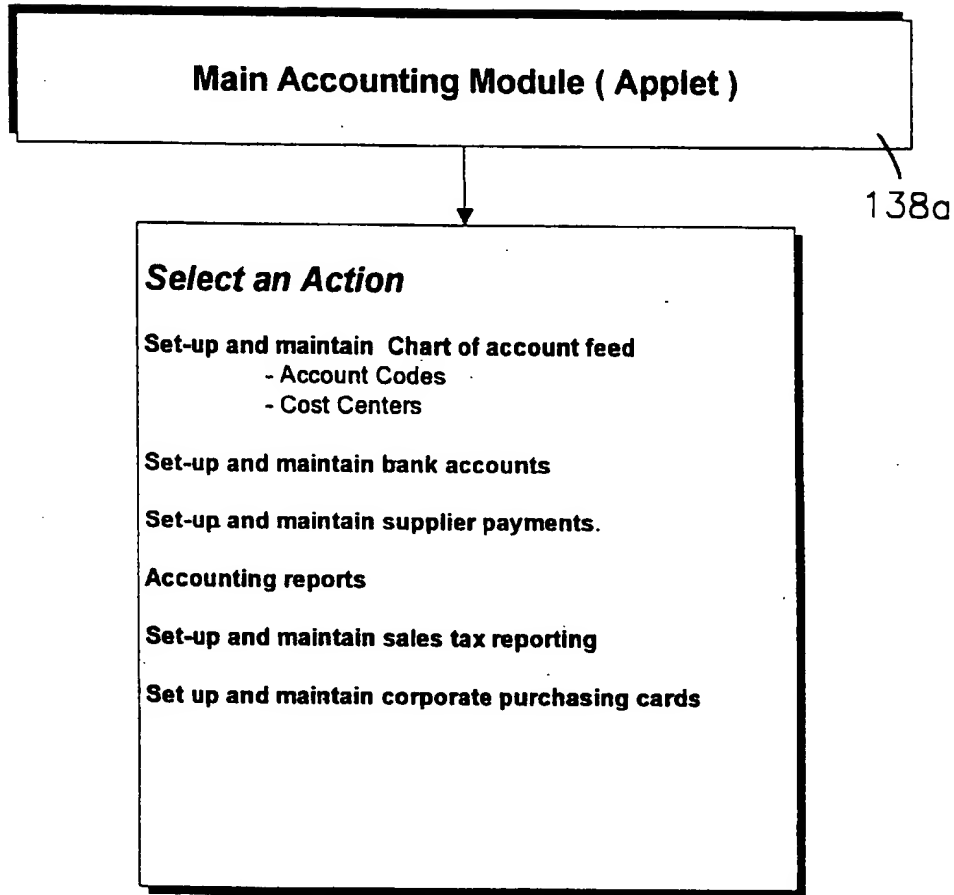 Main Accounting Module ( Applet )
138a
Select an Action
Set-up and maintain Chart of account feed
- Account Codes
- Cost Centers
Set-up and maintain bank accounts
Set-up and maintain supplier payments.
Accounting reports
Set-up and maintain sales tax reporting
Set up and maintain corporate purchasing cards